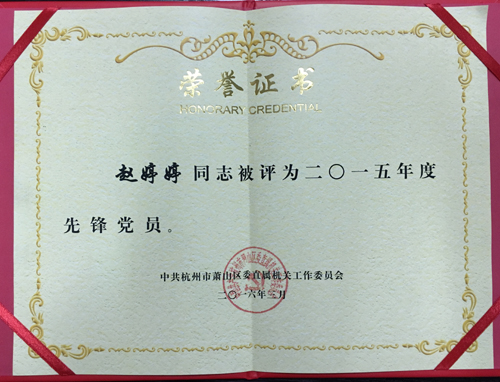 荣誉证书
HONORARY CREDENTIAL
赵婷婷同志被评为二〇一五年度
先锋党员。
中共杭州市萧山区委直属机关工作委员会
二〇一六年三月